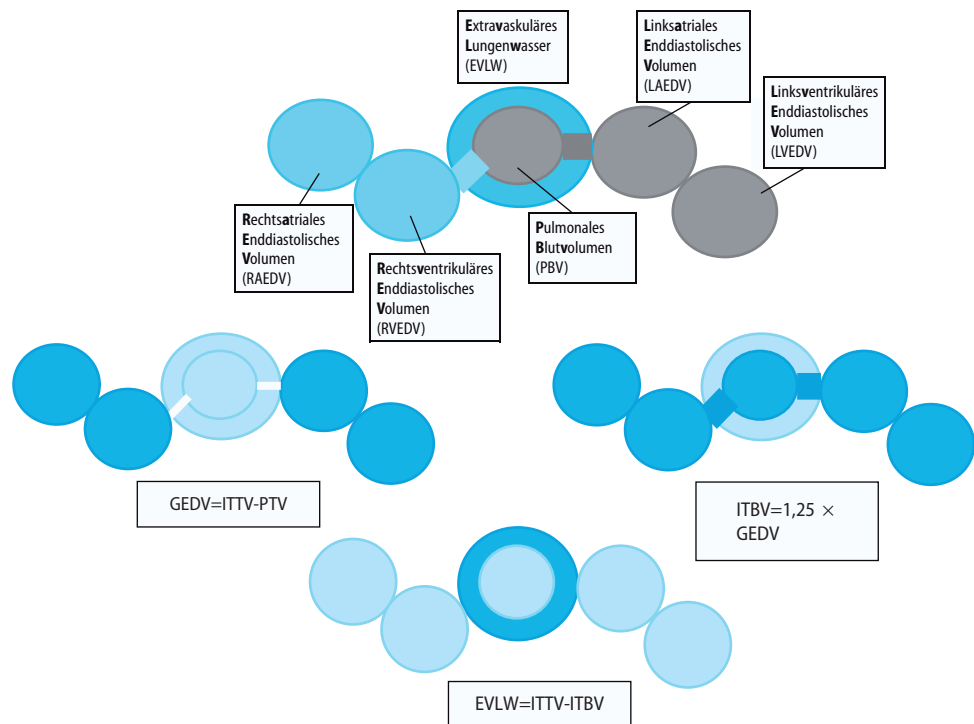 Extravaskuläres
Lungenwasser
(EVLW)
Linksatriales
Enddiastolisches
Volumen
(LAEDV)
Linksventrikuläres
Enddiastolisches
Volumen
(LVEDV)
Rechtsatriales
Enddiastolisches
Volumen
(RAEDV)
Rechtsventrikuläres
Enddiastolisches
Volumen
(RVEDV)
Pulmonales
Blutvolumen
(PBV)
GEDV=ITTV-PTV
ITBV=1,25 ×
GEDV
EVLW=ITTV-ITBV